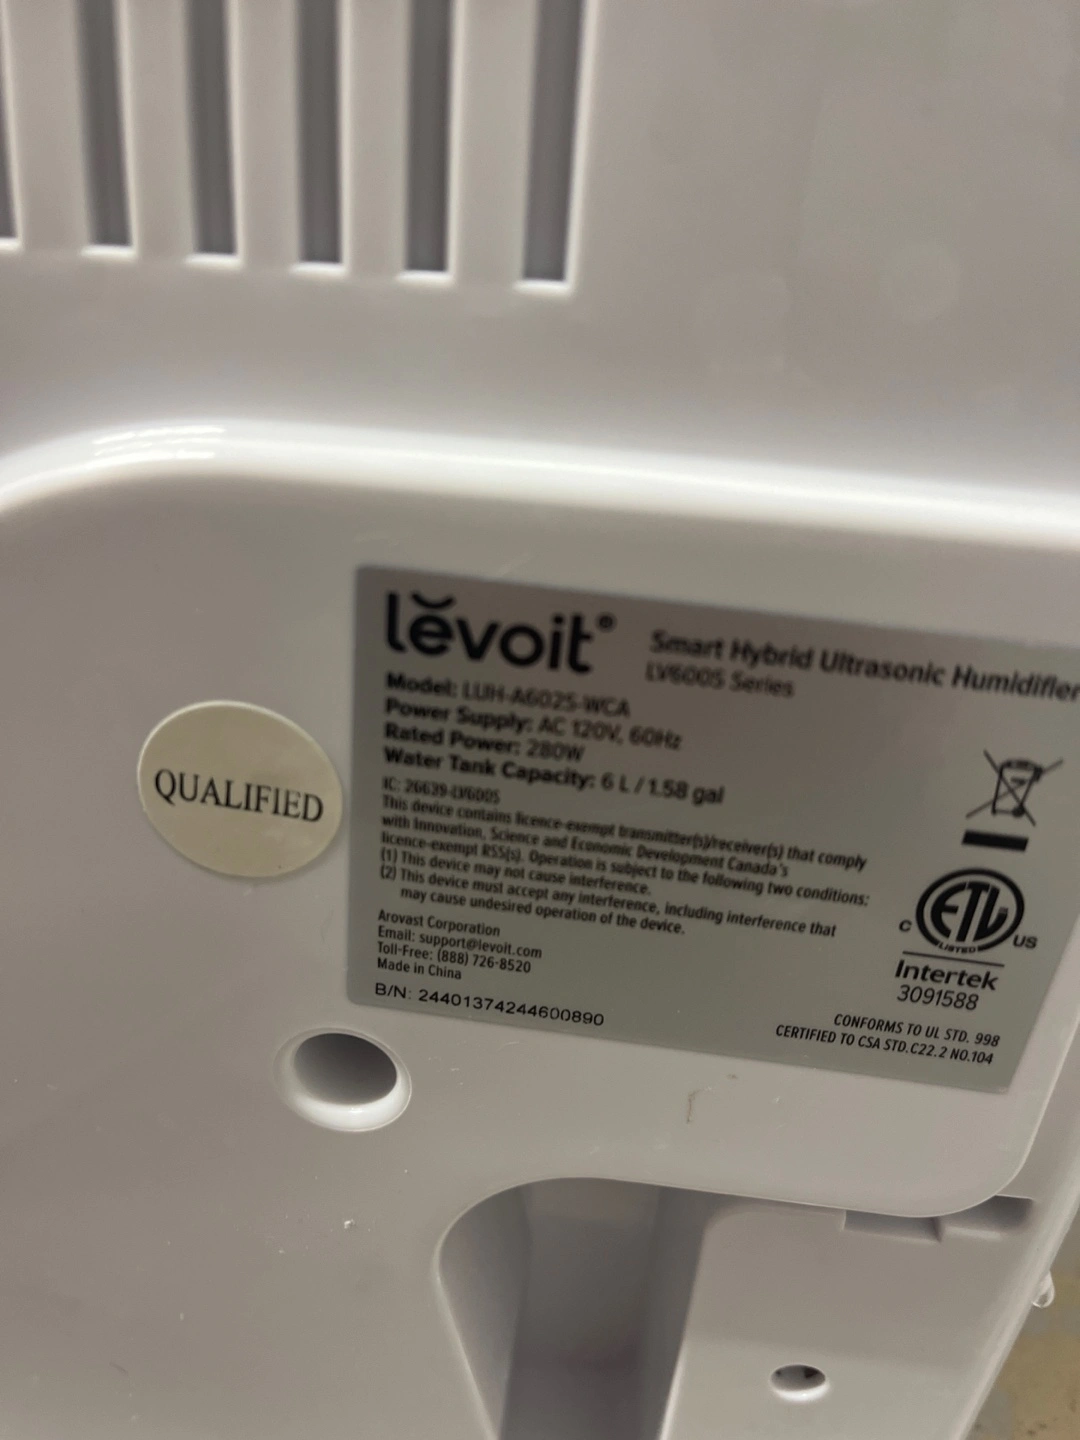 levoit®
Smart Hybrid Ultrasonic Humidifier
LV600S Series
Model: LUH-A602S-WCA
Power Supply: AC 120V, 60Hz
Rated Power: 280W
Water Tank Capacity: 6 L / 1.58 gal
IC: 26639-LV600S
This device contains licence-exempt transmitter(s)/receiver(s) that comply
with Innovation, Science and Economic Development Canada's
licence-exempt RSS(s). Operation is subject to the following two conditions:
(1) This device may not cause interference.
(2) This device must accept any interference, including interference that
may cause undesired operation of the device.
Arovast Corporation
Email: support@levoit.com
Toll-Free: (888) 726-8520
Made in China
B/N: 24401374244600890
QUALIFIED
C ETL US
LISTED
Intertek
3091588
CONFORMS TO UL STD. 998
CERTIFIED TO CSA STD.C22.2 NO.104